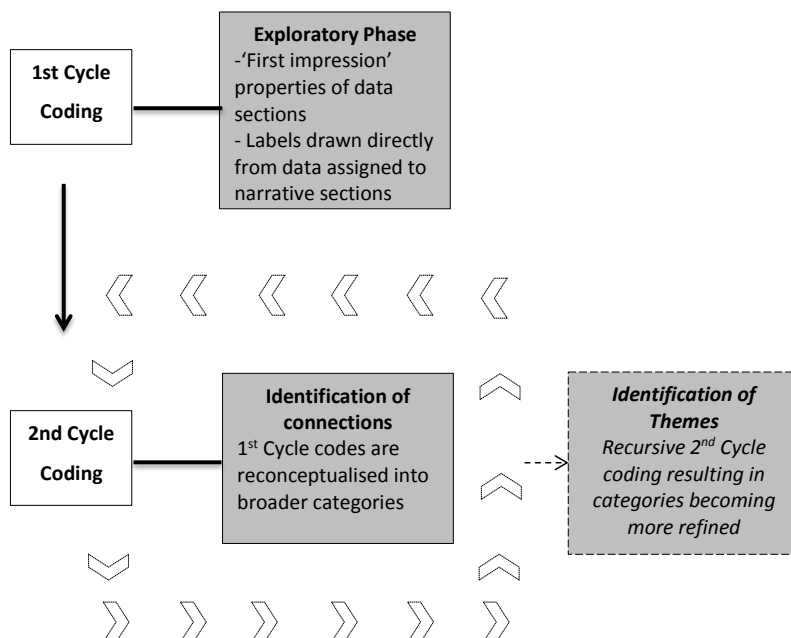 1st Cycle
Coding
Exploratory Phase
-‘First impression’
properties of data
sections
- Labels drawn directly
from data assigned to
narrative sections
2nd Cycle
Coding
Identification of
connections
1st Cycle codes are
reconceptualised into
broader categories
Identification of
Themes
Recursive 2nd Cycle
coding resulting in
categories becoming
more refined